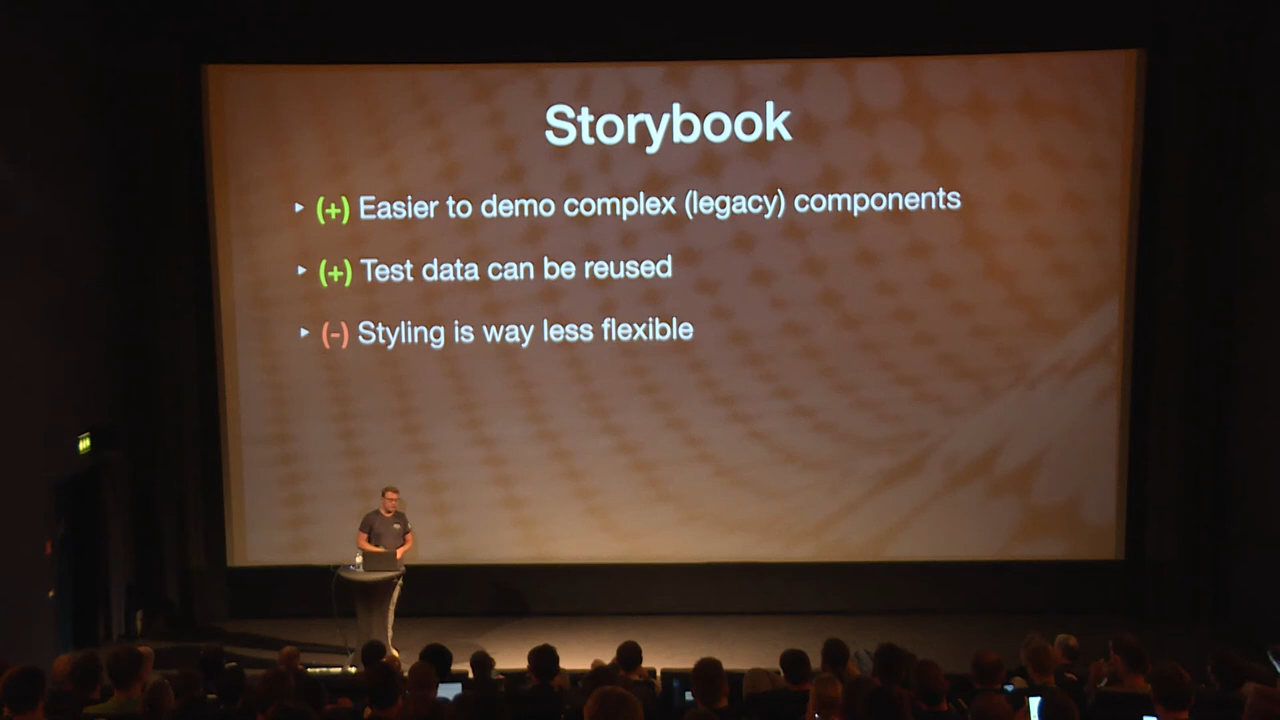 Storybook
‣ (+) Easier to demo complex (legacy) components
‣ (+) Test data can be reused
‣ (-) Styling is way less flexible